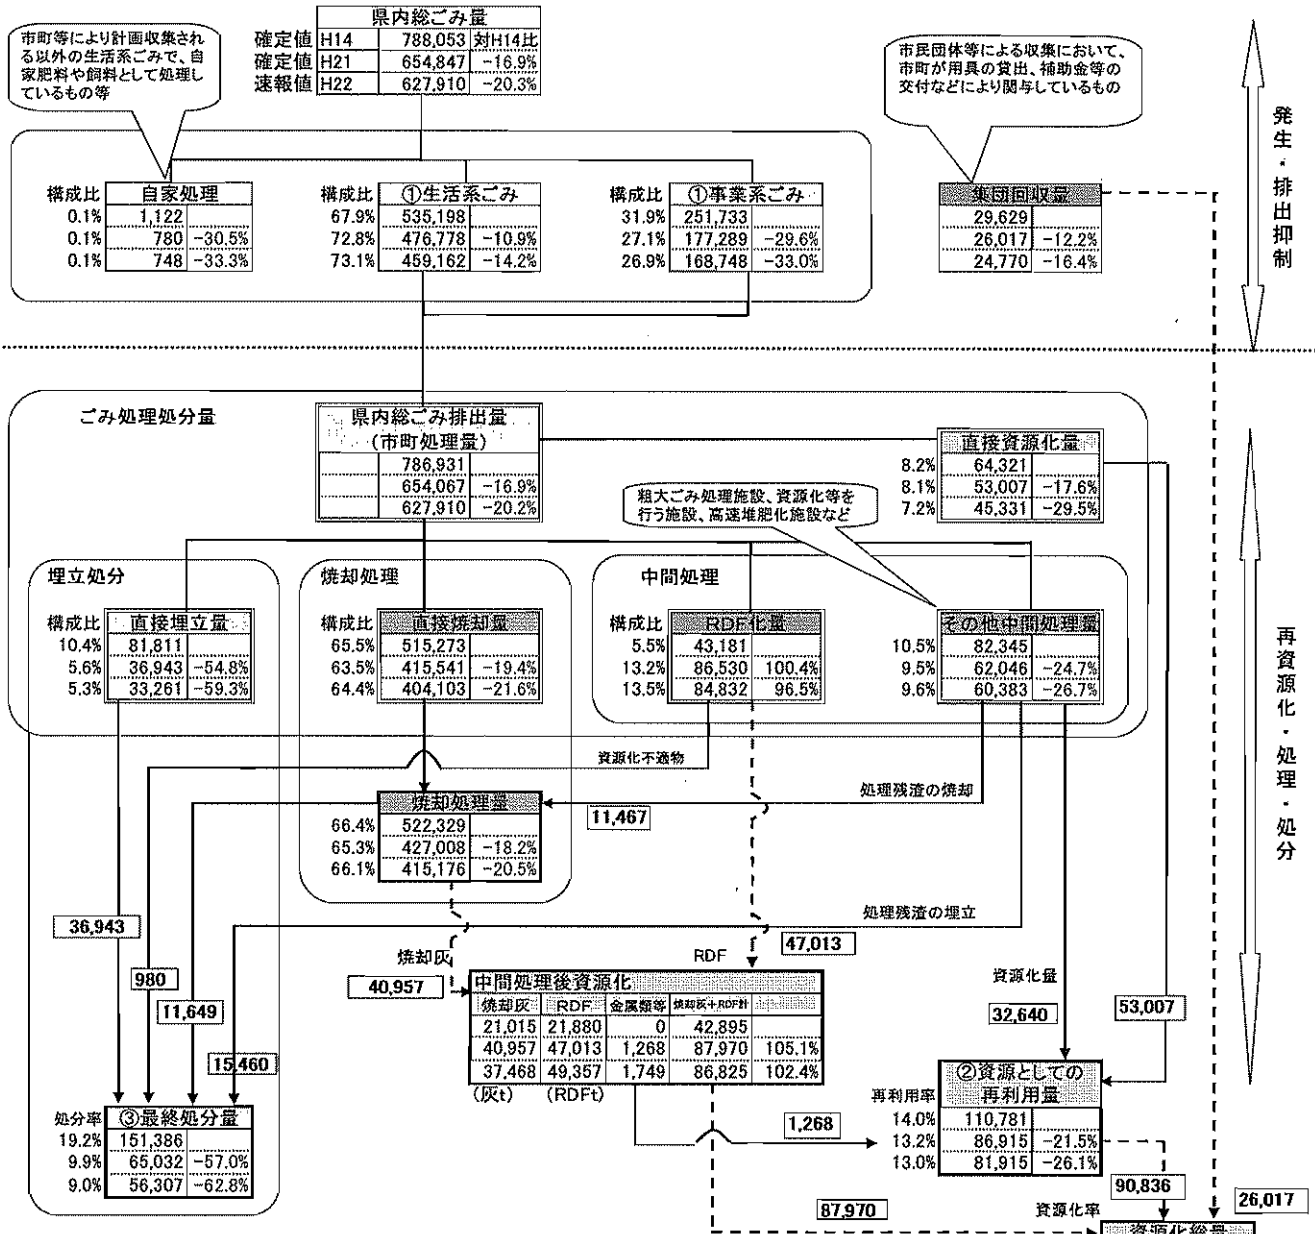 県内総ごみ量
確定値 H14 788,053 対H14比
確定値 H21 654,847 -16.9%
速報値 H22 627,910 -20.3%
市町等により計画収集され
る以外の生活系ごみで、自
家肥料や飼料として処理し
ているもの等
市民団体等による収集において、
市町が用具の貸出、補助金等の
交付などにより関与しているもの
発生・排出抑制
構成比 自家処理
0.1% 1,122
0.1% 780 -30.5%
0.1% 748 -33.3%
構成比 ①生活系ごみ
67.9% 535,198
72.8% 476,778 -10.9%
73.1% 459,162 -14.2%
構成比 ①事業系ごみ
31.9% 251,733
27.1% 177,289 -29.6%
26.9% 168,748 -33.0%
集団回収量
29,629
26,017 -12.2%
24,770 -16.4%
ごみ処理処分量
県内総ごみ排出量
(市町処理量)
786,931
654,067 -16.9%
627,910 -20.2%
直接資源化量
8.2% 64,321
8.1% 53,007 -17.6%
7.2% 45,331 -29.5%
粗大ごみ処理施設、資源化等を
行う施設、高速堆肥化施設など
再資源化・処理・処分
埋立処分
構成比 直接埋立量
10.4% 81,811
5.6% 36,943 -54.8%
5.3% 33,261 -59.3%
焼却処理
直接焼却量
65.5% 515,273
63.5% 415,541 -19.4%
64.4% 404,103 -21.6%
中間処理
構成比 RDF化量
5.5% 43,181
13.2% 86,530 100.4%
13.5% 84,832 96.5%
その他中間処理量
10.5% 82,345
9.5% 62,046 -24.7%
9.6% 60,383 -26.7%
資源化不適物
処理残渣の焼却
11,467
焼却処理量
66.4% 522,329
65.3% 427,008 -18.2%
66.1% 415,176 -20.5%
処理残渣の埋立
36,943
980
11,649
15,460
焼却灰
40,957
RDF
47,013
資源化量
32,640
53,007
中間処理後資源化
焼却灰 RDF 金属類等 焼却灰+RDF計
21,015 21,880 0 42,895
40,957 47,013 1,268 87,970 105.1%
37,468 49,357 1,749 86,825 102.4%
(灰t) (RDFt)
1,268
②資源としての
再利用量
再利用率
14.0% 110,781
13.2% 86,915 -21.5%
13.0% 81,915 -26.1%
処分率 ③最終処分量
19.2% 151,386
9.9% 65,032 -57.0%
9.0% 56,307 -62.8%
90,836
26,017
87,970
資源化率
資源化総量